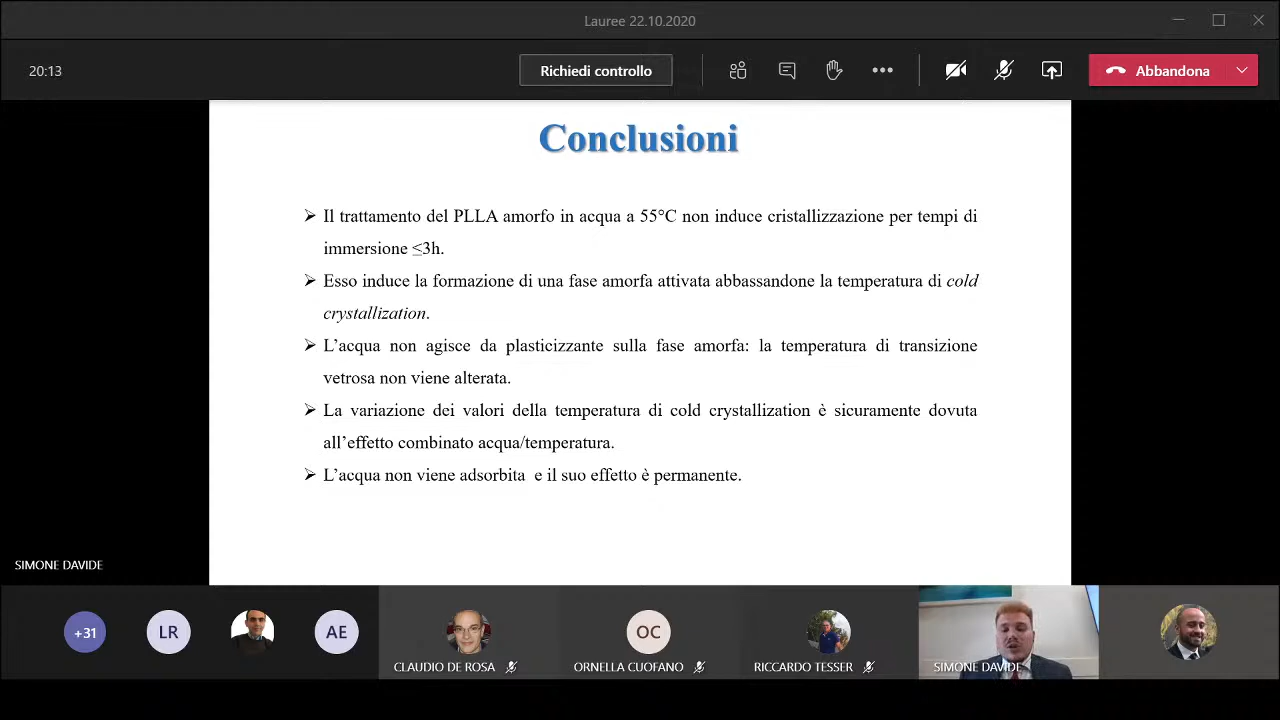 Lauree 22.10.2020
20:13
Richiedi controllo
Abbandona
Conclusioni
Il trattamento del PLLA amorfo in acqua a 55°C non induce cristallizzazione per tempi di
immersione ≤3h.
Esso induce la formazione di una fase amorfa attivata abbassandone la temperatura di cold
crystallization.
L’acqua non agisce da plasticizzante sulla fase amorfa: la temperatura di transizione
vetrosa non viene alterata.
La variazione dei valori della temperatura di cold crystallization è sicuramente dovuta
all’effetto combinato acqua/temperatura.
L’acqua non viene adsorbita e il suo effetto è permanente.
SIMONE DAVIDE
+31
LR
AE
OC
CLAUDIO DE ROSA
ORNELLA CUOFANO
RICCARDO TESSER
SIMONE DAVIDE